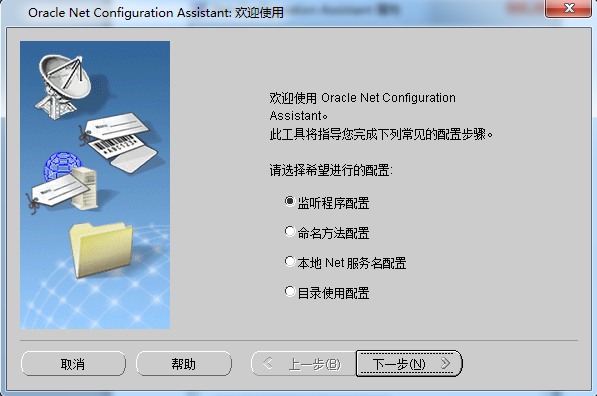 Oracle Net Configuration Assistant: 欢迎使用
欢迎使用 Oracle Net Configuration
Assistant。
此工具将指导您完成下列常见的配置步骤。
请选择希望进行的配置:
监听程序配置
命名方法配置
本地 Net 服务名配置
目录使用配置
取消
帮助
上一步(B)
下一步(N)